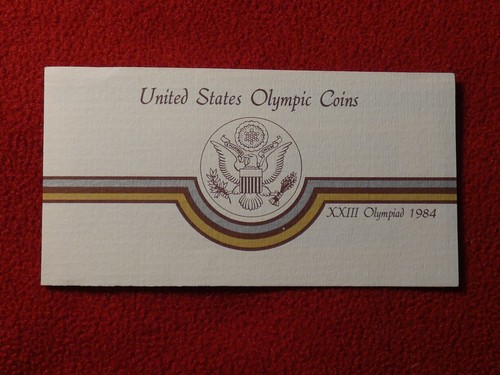 United States Olympic Coins
XXIII Olympiad 1984